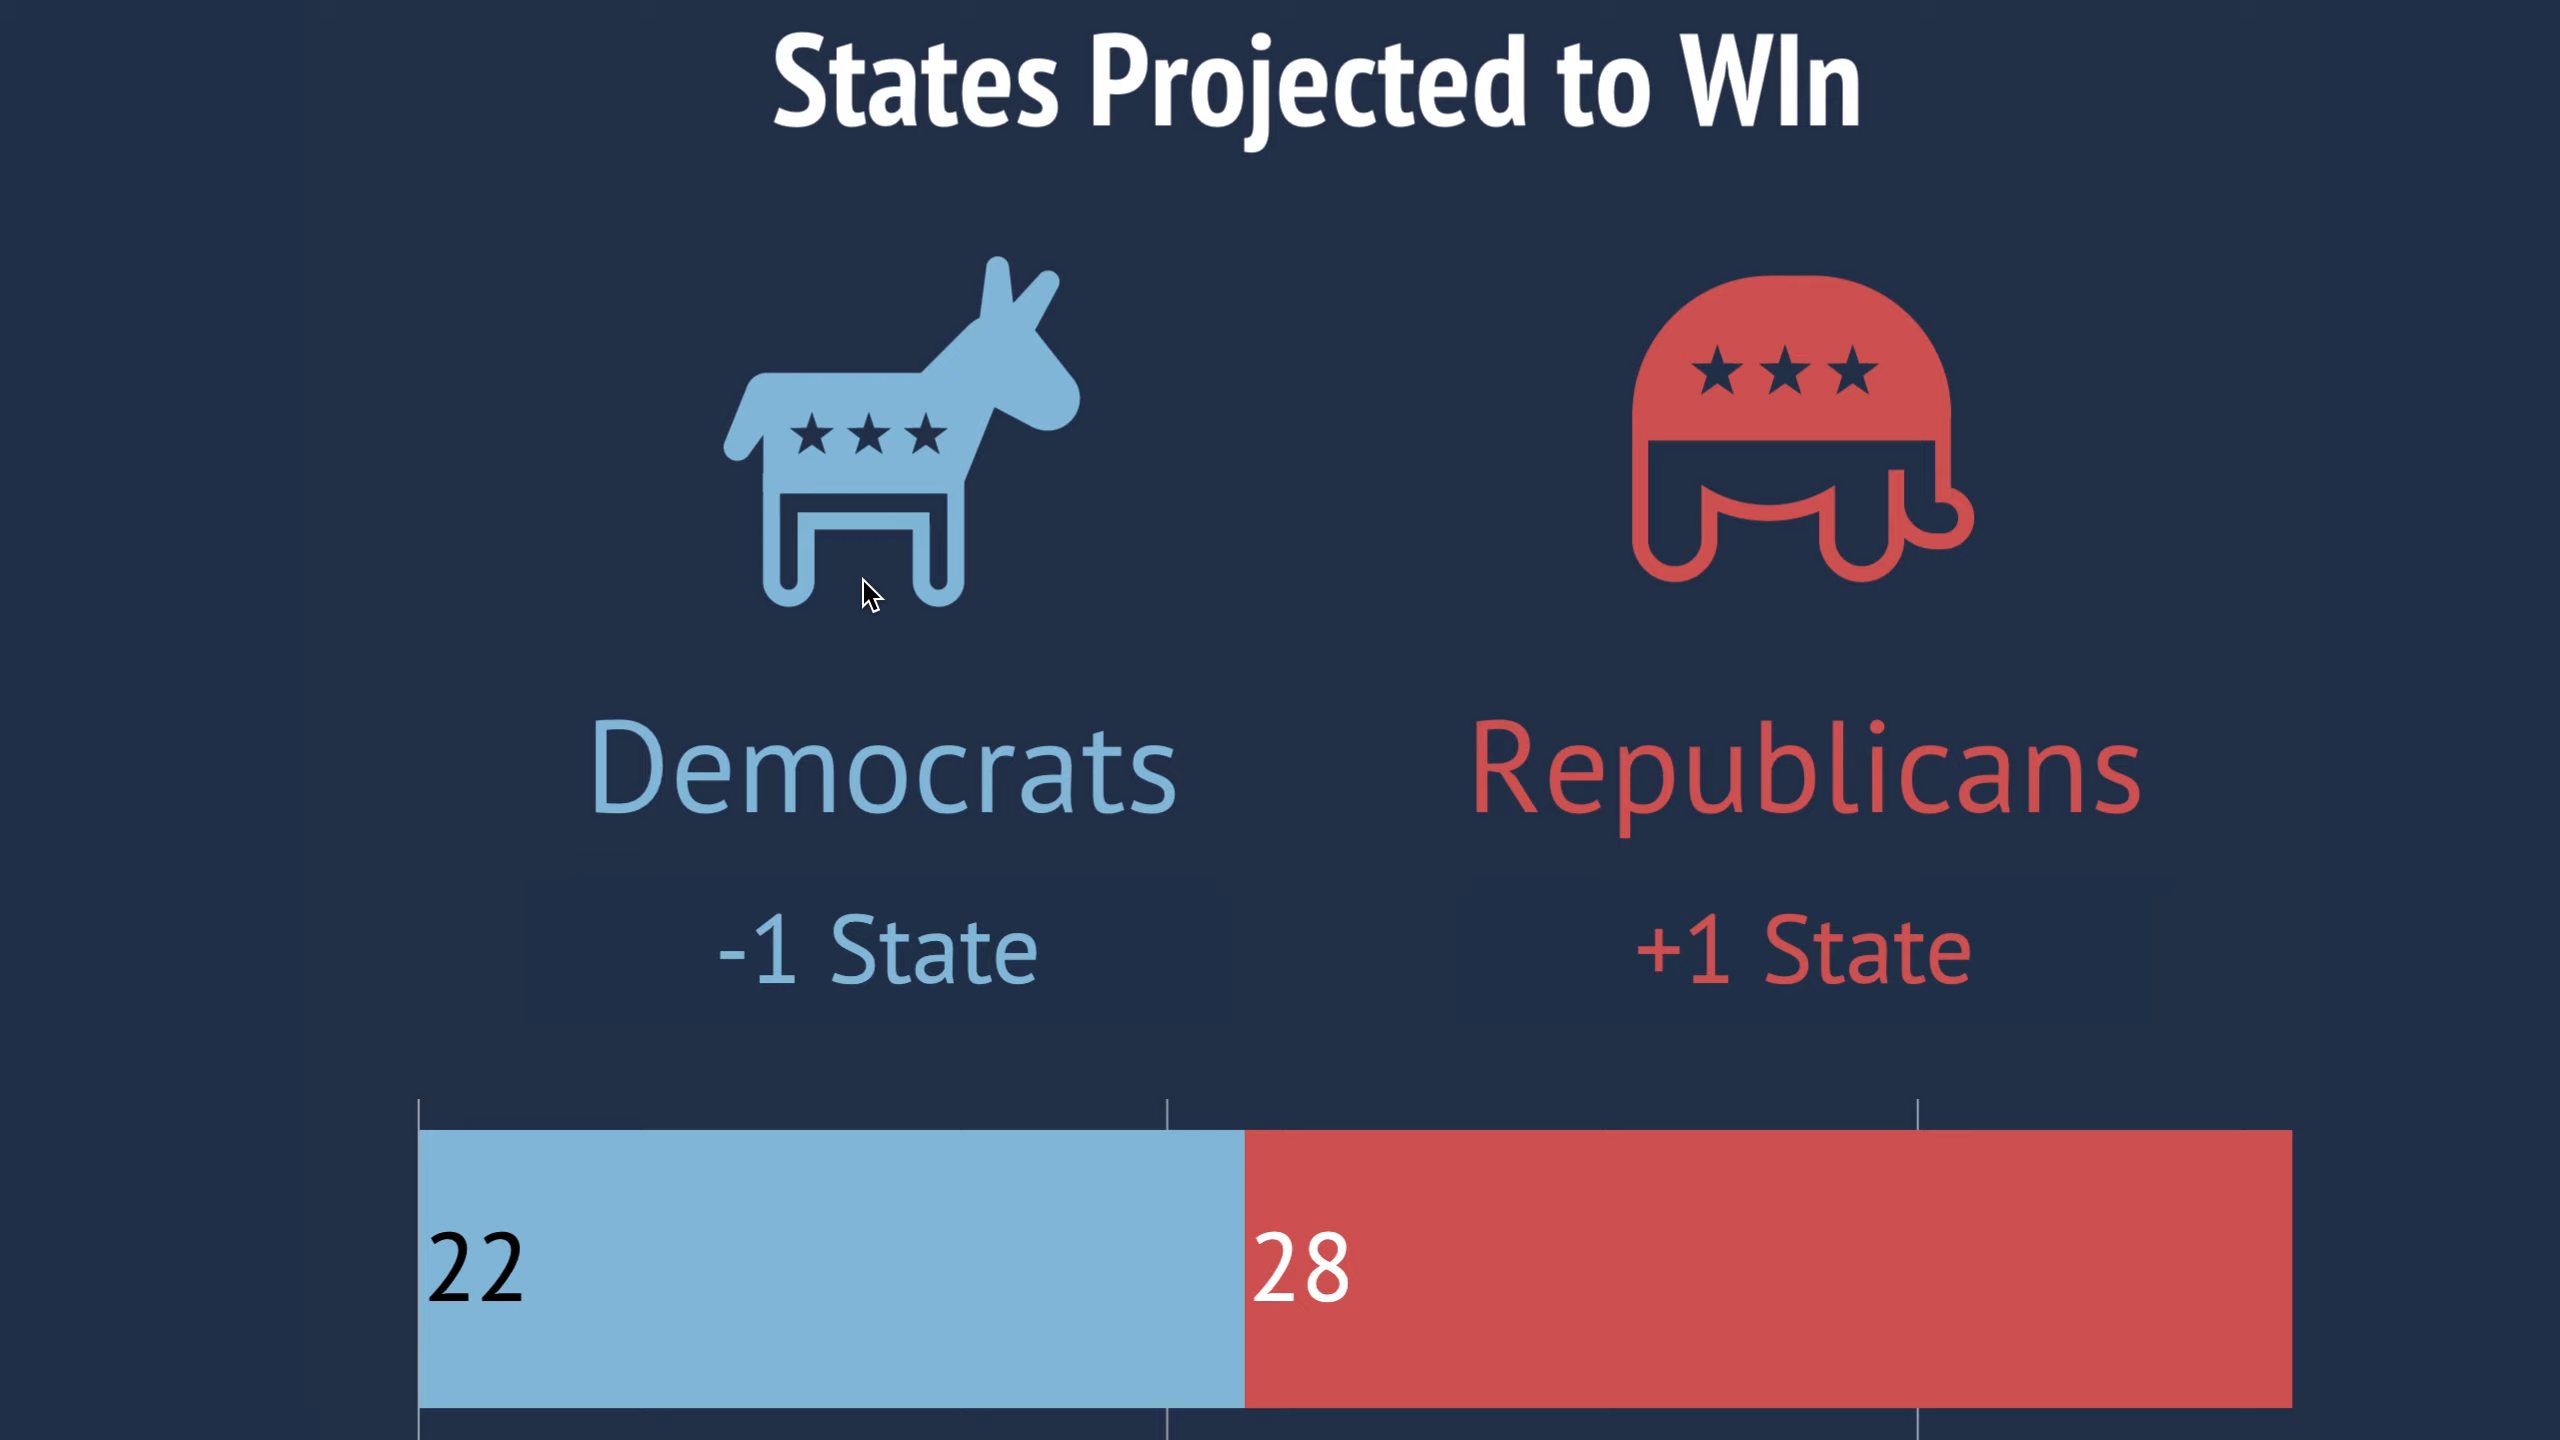 States Projected to WIn
Democrats
Republicans
-1 State
+1 State
22
28